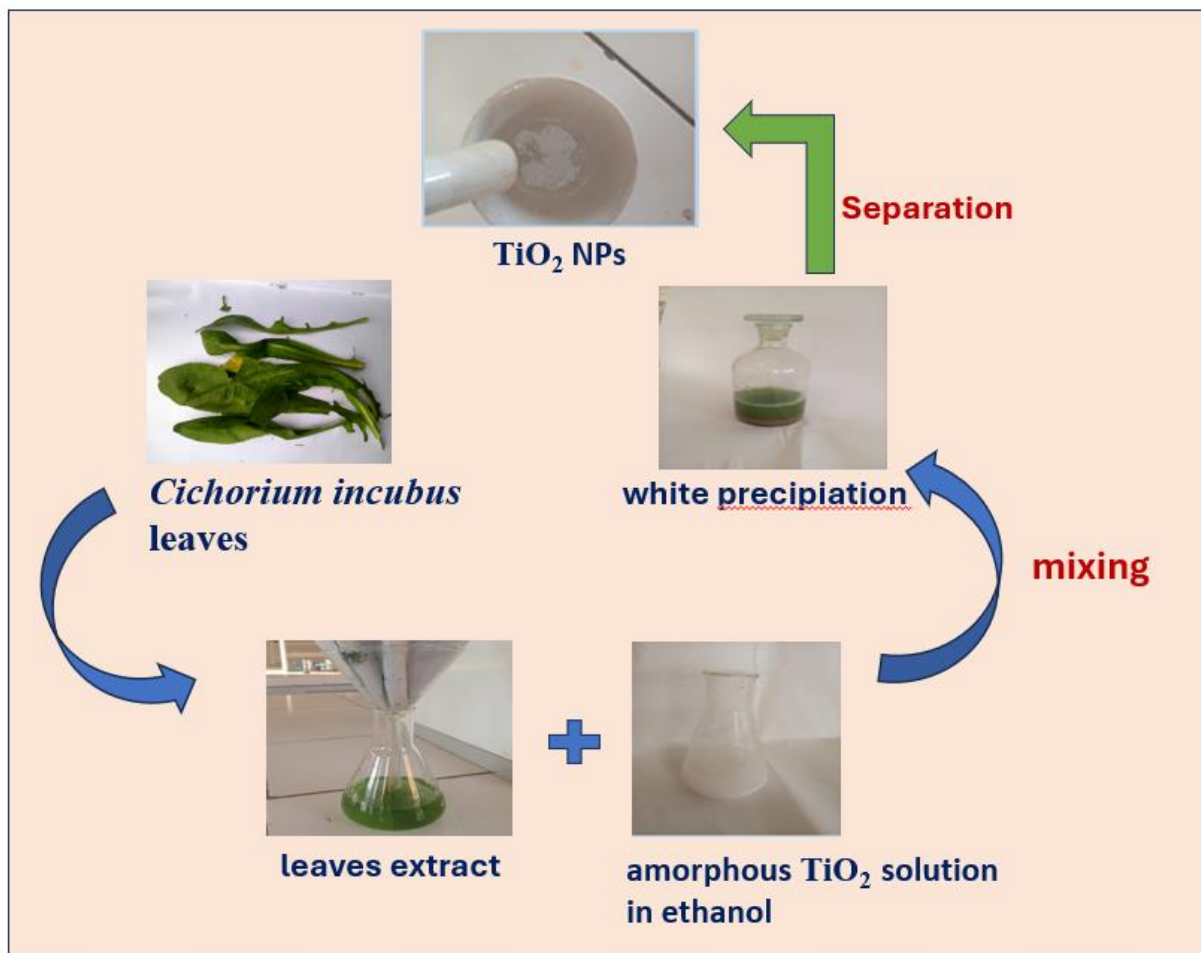 TiO₂ NPs
Separation
Cichorium incubus
leaves
white precipiation
mixing
leaves extract
amorphous TiO₂ solution
in ethanol